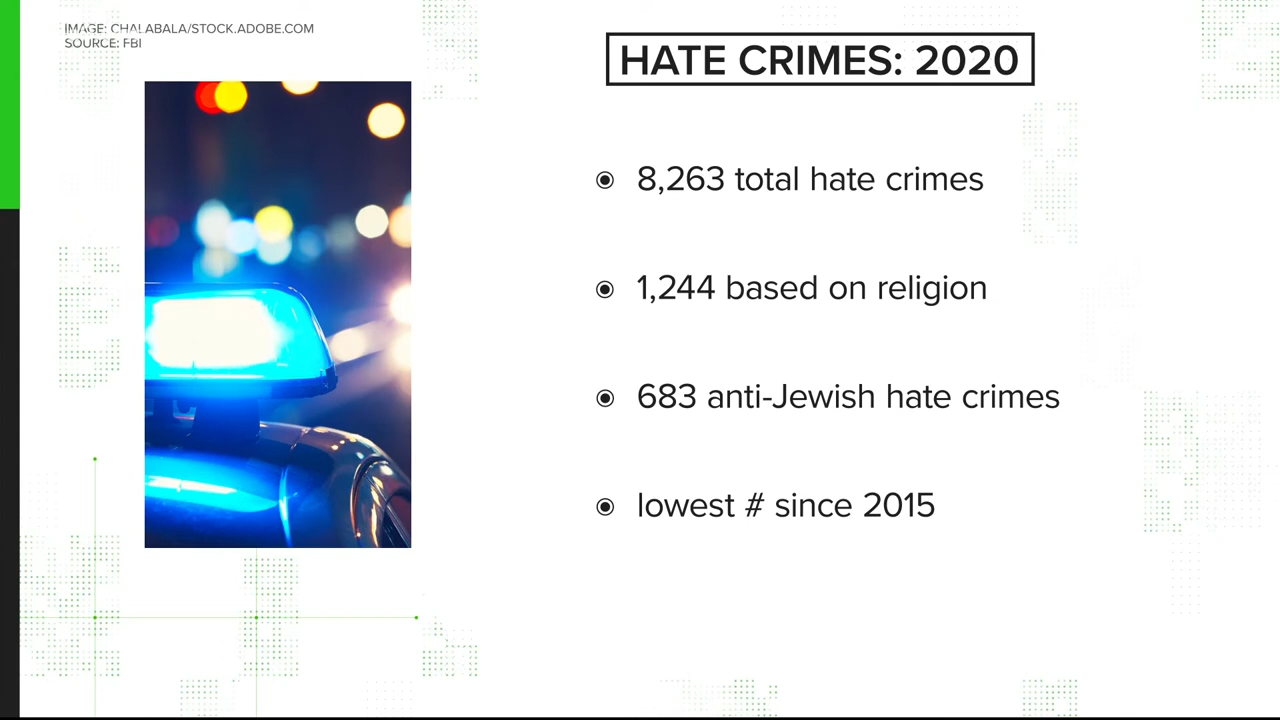 IMAGE: CHALABALA/STOCK.ADOBE.COM
SOURCE: FBI
HATE CRIMES: 2020
8,263 total hate crimes
1,244 based on religion
683 anti-Jewish hate crimes
lowest # since 2015